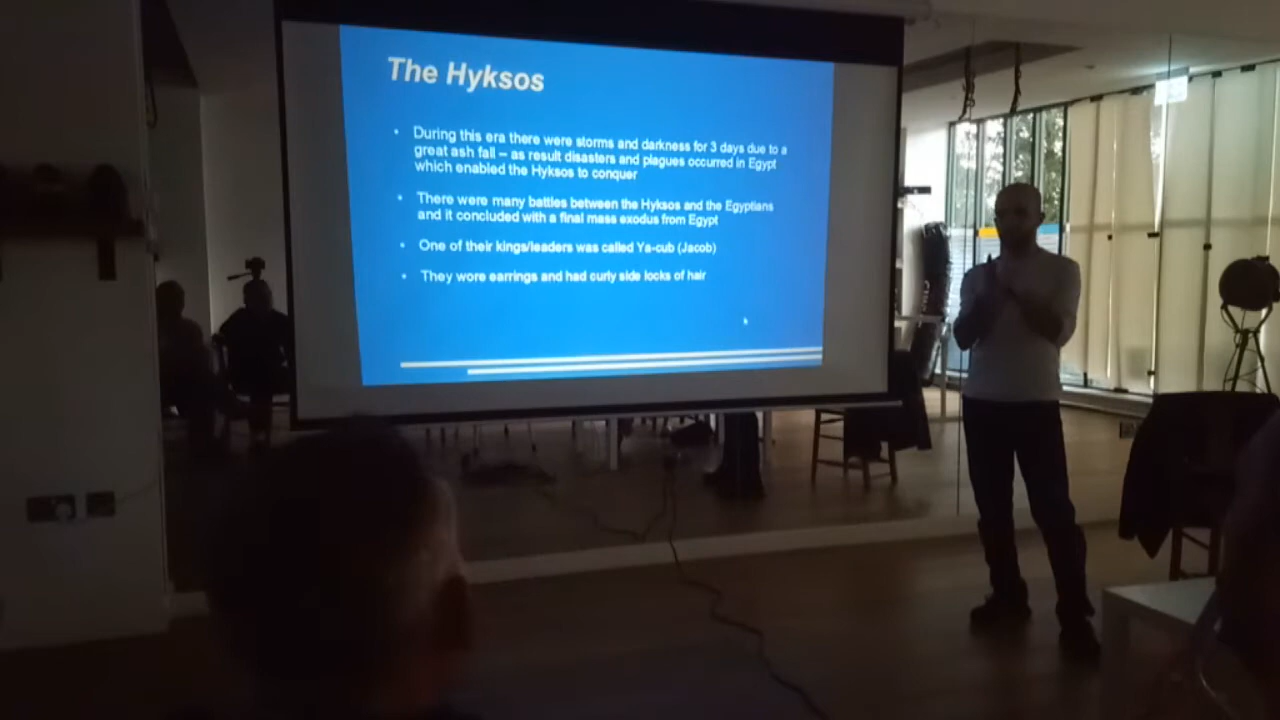 The Hyksos
• During this era there were storms and darkness for 3 days due to a
great ash fall – as result disasters and plagues occurred in Egypt
which enabled the Hyksos to conquer
• There were many battles between the Hyksos and the Egyptians
and it concluded with a final mass exodus from Egypt
• One of their kings/leaders was called Ya-cub (Jacob)
• They wore earrings and had curly side locks of hair